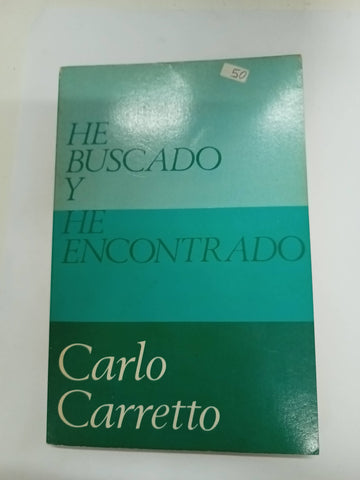 50
HE
BUSCADO
Y
HE
ENCONTRADO
Carlo
Carretto